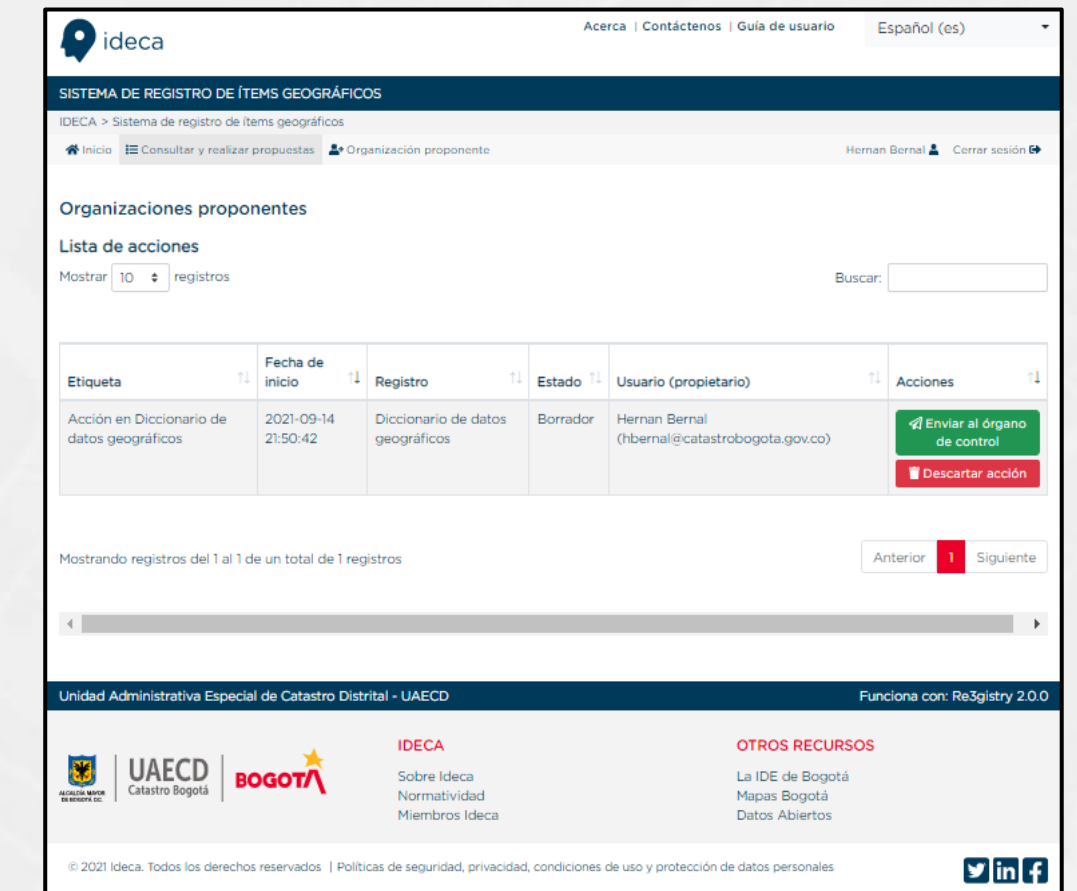 ideca
Acerca | Contáctenos | Guía de usuario
Español (es)
SISTEMA DE REGISTRO DE ÍTEMS GEOGRÁFICOS
IDECA > Sistema de registro de ítems geográficos
Inicio Consultar y realizar propuestas Organización proponente Hernan Bernal Cerrar sesión
Organizaciones proponentes
Lista de acciones
Mostrar 10 registros
Buscar:
Etiqueta
Fecha de
inicio
Registro
Estado
Usuario (propietario)
Acciones
Acción en Diccionario de
datos geográficos
2021-09-14
21:50:42
Diccionario de datos
geográficos
Borrador
Hernan Bernal
(hbernal@catastrobogota.gov.co)
Enviar al órgano
de control
Descartar acción
Mostrando registros del 1 al 1 de un total de 1 registros
Anterior 1 Siguiente
Unidad Administrativa Especial de Catastro Distrital - UAECD
Funciona con: Re3gistry 2.0.0
ALCALDÍA MAYOR
DE BOGOTÁ D.C.
UAECD
Catastro Bogotá
BOGOTÁ
IDECA
Sobre Ideca
Normatividad
Miembros Ideca
OTROS RECURSOS
La IDE de Bogotá
Mapas Bogotá
Datos Abiertos
© 2021 Ideca. Todos los derechos reservados | Políticas de seguridad, privacidad, condiciones de uso y protección de datos personales